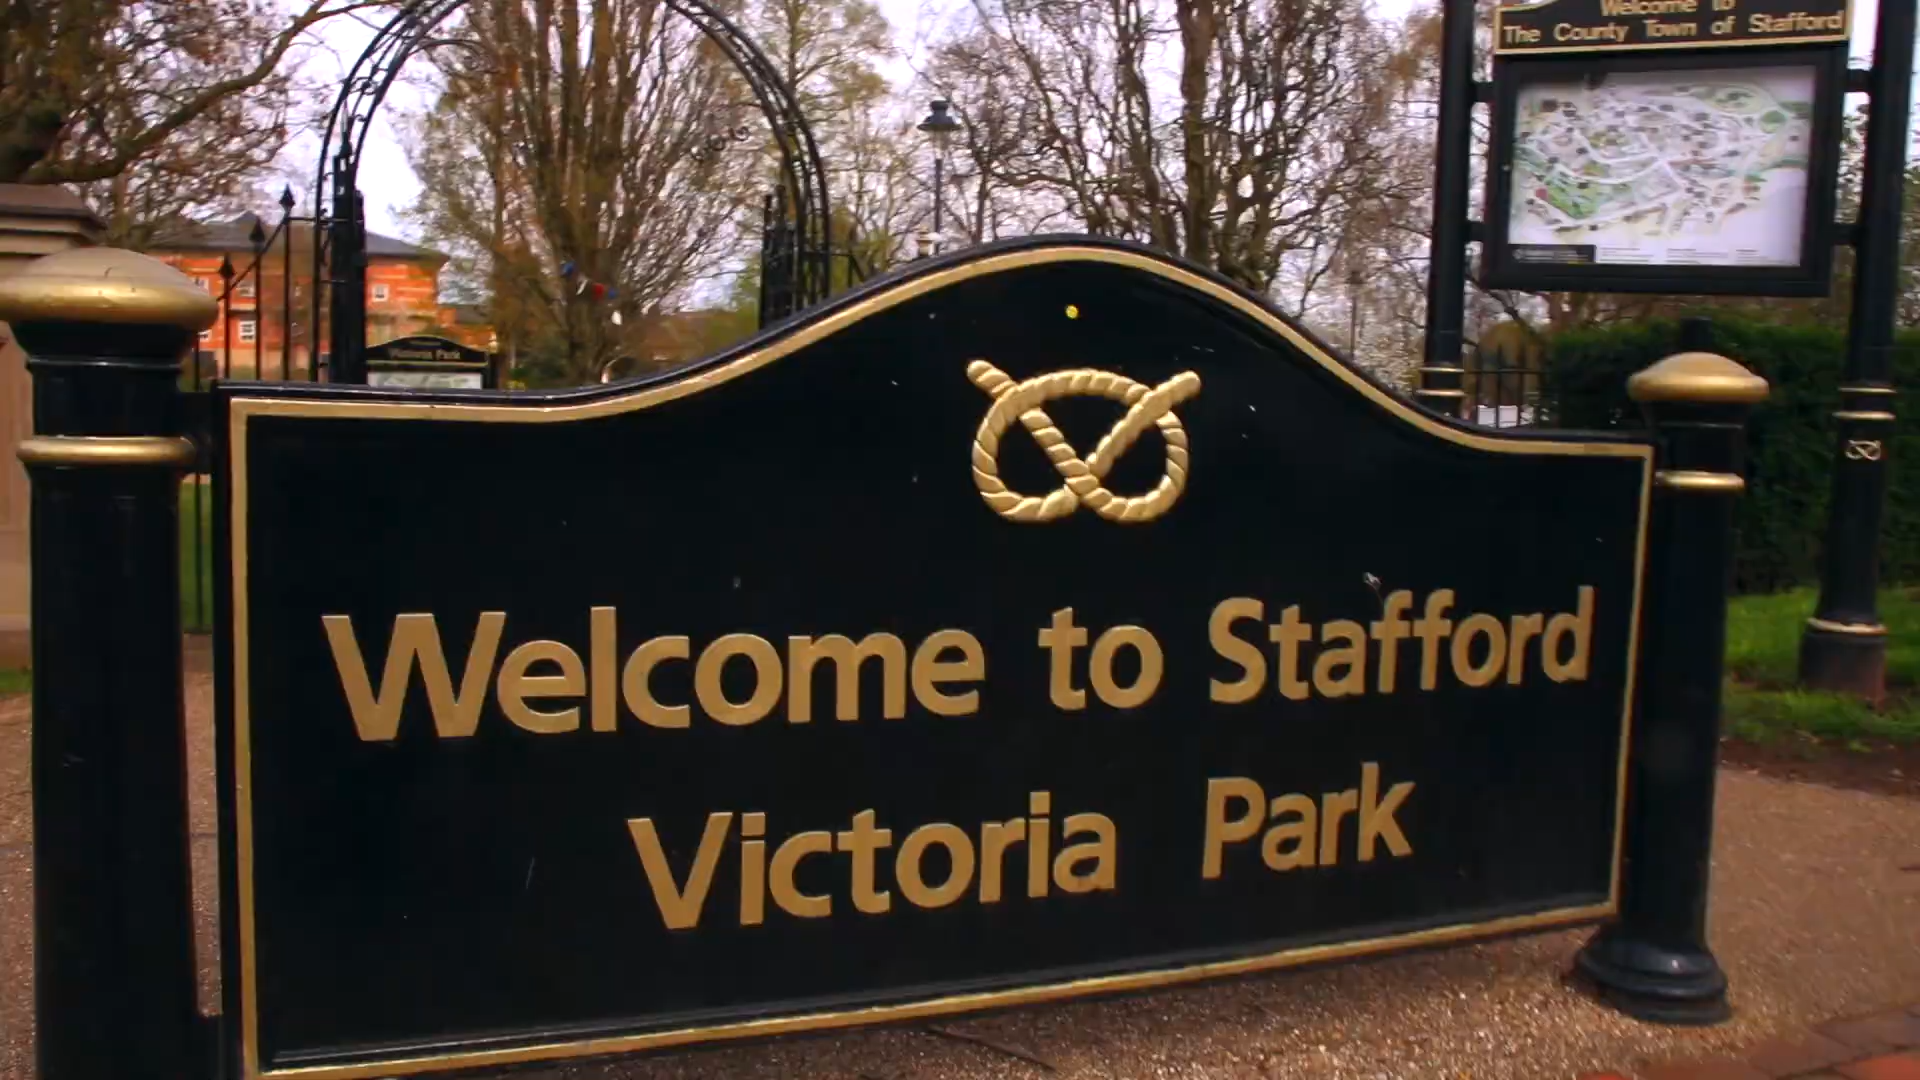 Welcome to
The County Town of Stafford
Victoria Park
Welcome to Stafford
Victoria Park